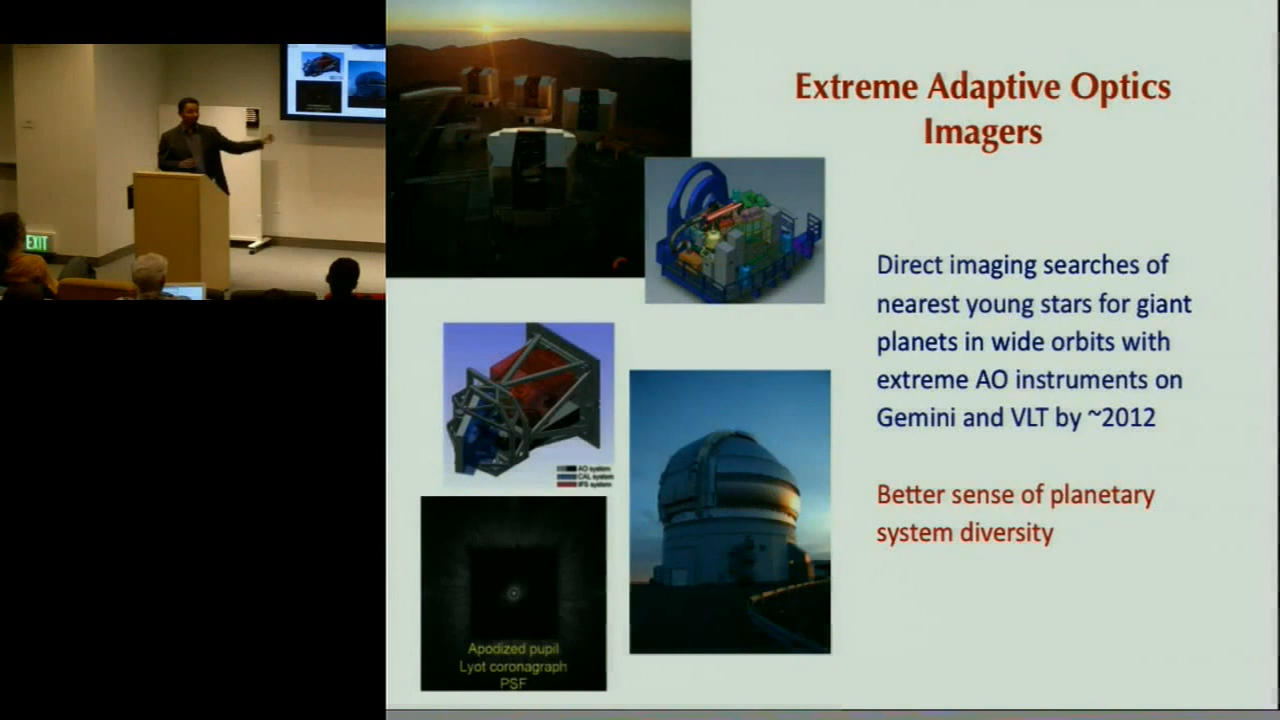 Extreme Adaptive Optics
Imagers
EXIT
Direct imaging searches of
nearest young stars for giant
planets in wide orbits with
extreme AO instruments on
Gemini and VLT by ~2012
AO system
CAL system
IFS system
Better sense of planetary
system diversity
Apodized pupil
Lyot coronagraph
PSF